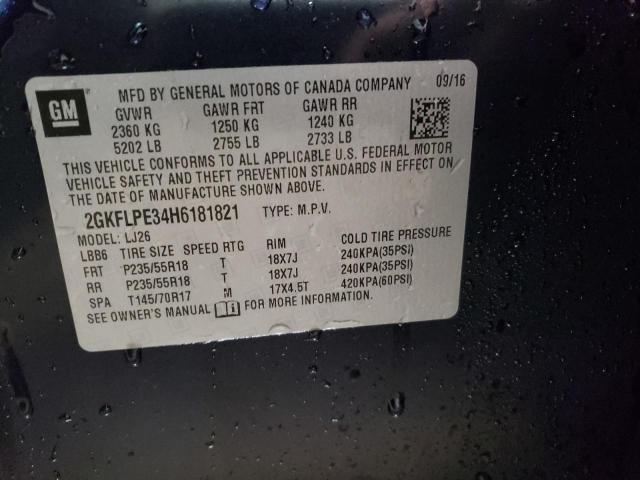 GM
MFD BY GENERAL MOTORS OF CANADA COMPANY 09/16
GVWR GAWR FRT GAWR RR
2360 KG 1250 KG 1240 KG
5202 LB 2755 LB 2733 LB
THIS VEHICLE CONFORMS TO ALL APPLICABLE U.S. FEDERAL MOTOR
VEHICLE SAFETY AND THEFT PREVENTION STANDARDS IN EFFECT ON
THE DATE OF MANUFACTURE SHOWN ABOVE.
2GKFLPE34H6181821 TYPE: M.P.V.
MODEL: LJ26
LBB6 TIRE SIZE SPEED RTG RIM COLD TIRE PRESSURE
FRT P235/55R18 T 18X7J 240KPA(35PSI)
RR P235/55R18 T 18X7J 240KPA(35PSI)
SPA T145/70R17 M 17X4.5T 420KPA(60PSI)
SEE OWNER'S MANUAL FOR MORE INFORMATION.